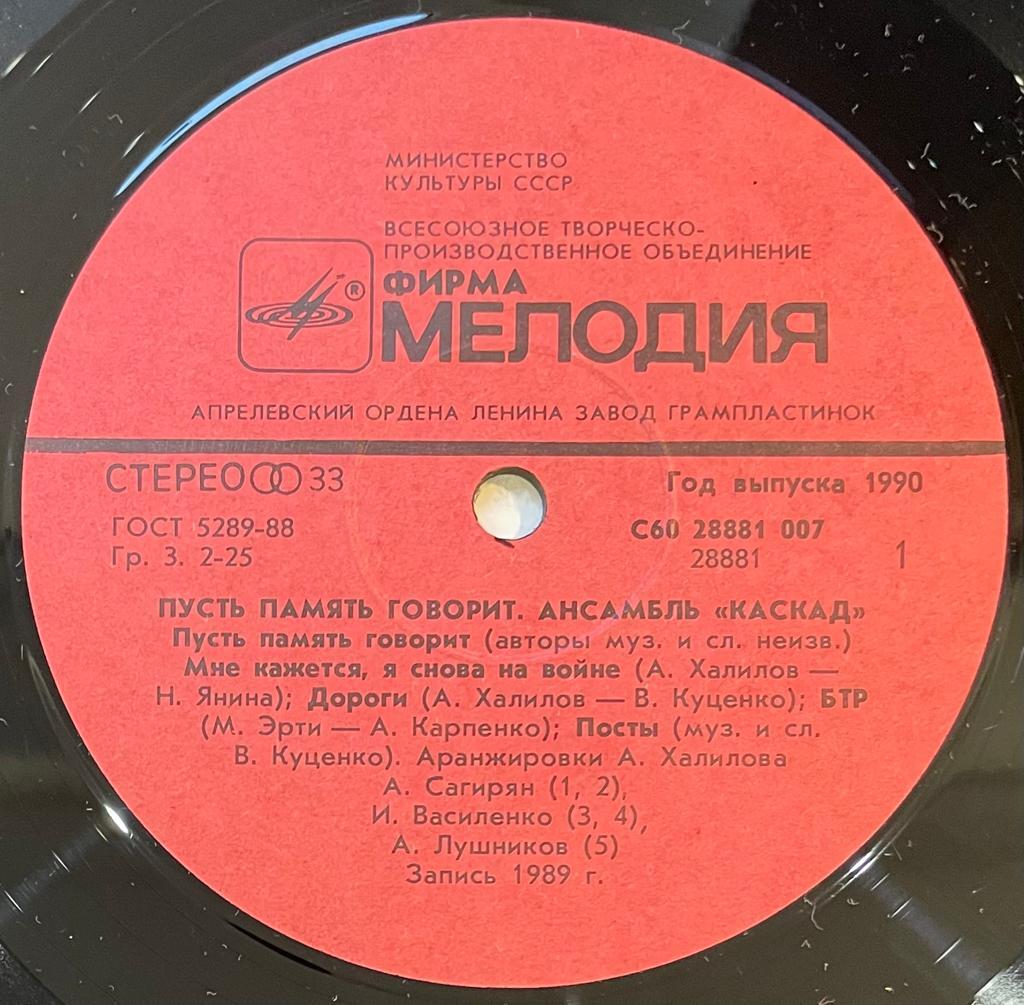 МИНИСТЕРСТВО
КУЛЬТУРЫ СССР
ВСЕСОЮЗНОЕ ТВОРЧЕСКО-
ПРОИЗВОДСТВЕННОЕ ОБЪЕДИНЕНИЕ
ФИРМА
®
МЕЛОДИЯ
АПРЕЛЕВСКИЙ ОРДЕНА ЛЕНИНА ЗАВОД ГРАМПЛАСТИНОК
СТЕРЕО 33
Год выпуска 1990
ГОСТ 5289-88
С60 28881 007
Гр. 3. 2-25
28881
1
ПУСТЬ ПАМЯТЬ ГОВОРИТ. АНСАМБЛЬ «КАСКАД»
Пусть память говорит (авторы муз. и сл. неизв.)
Мне кажется, я снова на войне (А. Халилов —
Н. Янина); Дороги (А. Халилов — В. Куценко); БТР
(М. Эрти — А. Карпенко); Посты (муз. и сл.
В. Куценко). Аранжировки А. Халилова
А. Сагирян (1, 2),
И. Василенко (3, 4),
А. Лушников (5)
Запись 1989 г.